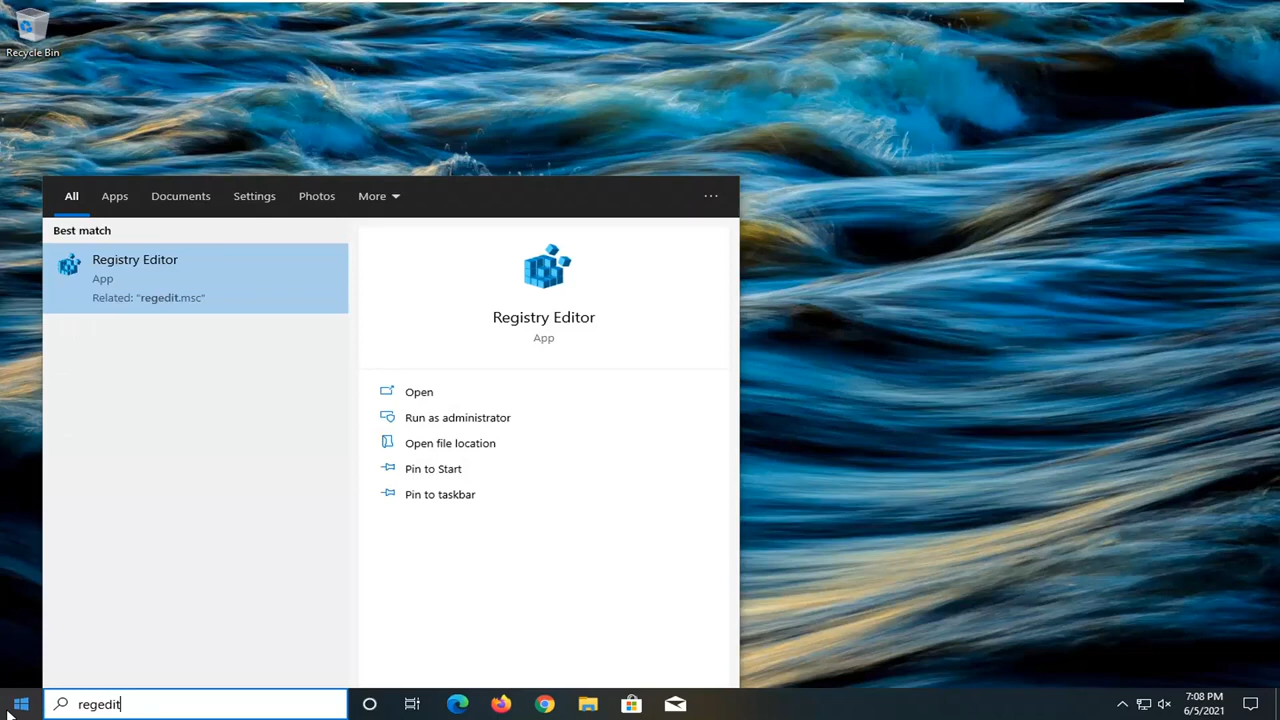 Recycle Bin
All Apps Documents Settings Photos More ...
Best match
Registry Editor
App
Related: "regedit.msc"
Registry Editor
App
Open
Run as administrator
Open file location
Pin to Start
Pin to taskbar
regedit
7:08 PM
6/5/2021